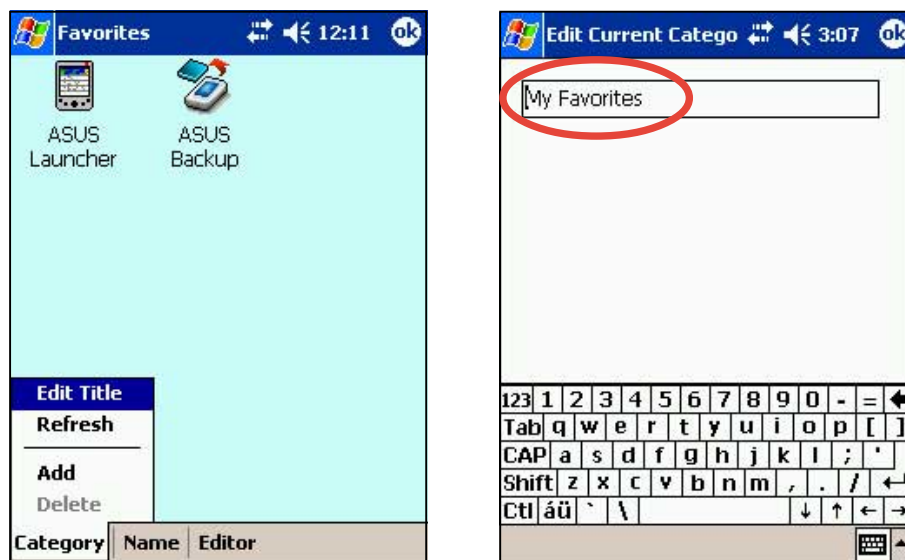 Favorites 12:11 ok
ASUS Launcher
ASUS Backup
Edit Title
Refresh
Add
Delete
Category Name Editor
Edit Current Catego 3:07 ok
My Favorites
123 1 2 3 4 5 6 7 8 9 0 - =
Tab q w e r t y u i o p [ ]
CAP a s d f g h j k l ; '
Shift z x c v b n m , . /
Ctl áü ` \ ↓ ↑ ← →